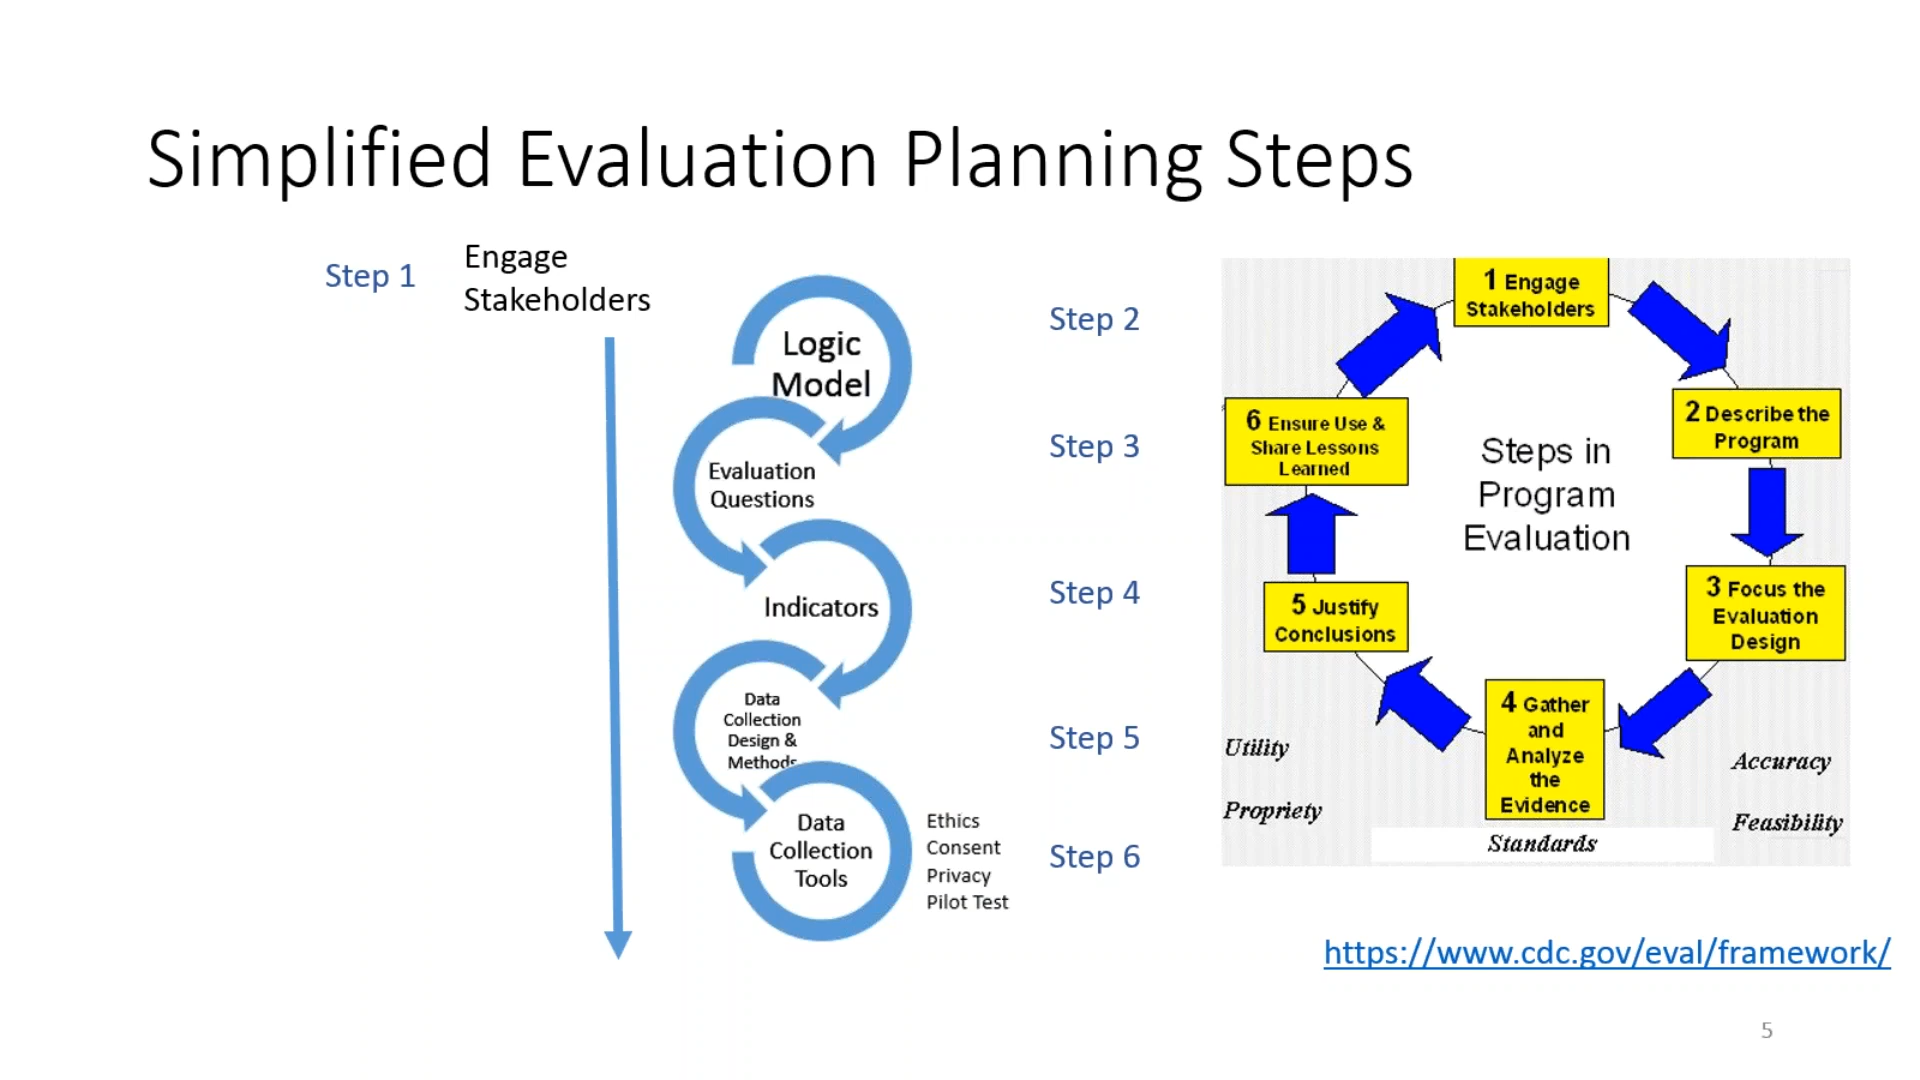 Simplified Evaluation Planning Steps
Step 1
Engage
Stakeholders
Logic
Model
Step 2
Evaluation
Questions
Step 3
Indicators
Step 4
Data
Collection
Design &
Methods
Step 5
Data
Collection
Tools
Ethics
Consent
Privacy
Pilot Test
Step 6
1 Engage
Stakeholders
2 Describe the
Program
3 Focus the
Evaluation
Design
4 Gather
and
Analyze
the
Evidence
5 Justify
Conclusions
6 Ensure Use &
Share Lessons
Learned
Steps in
Program
Evaluation
Utility
Propriety
Accuracy
Feasibility
Standards
https://www.cdc.gov/eval/framework/
5